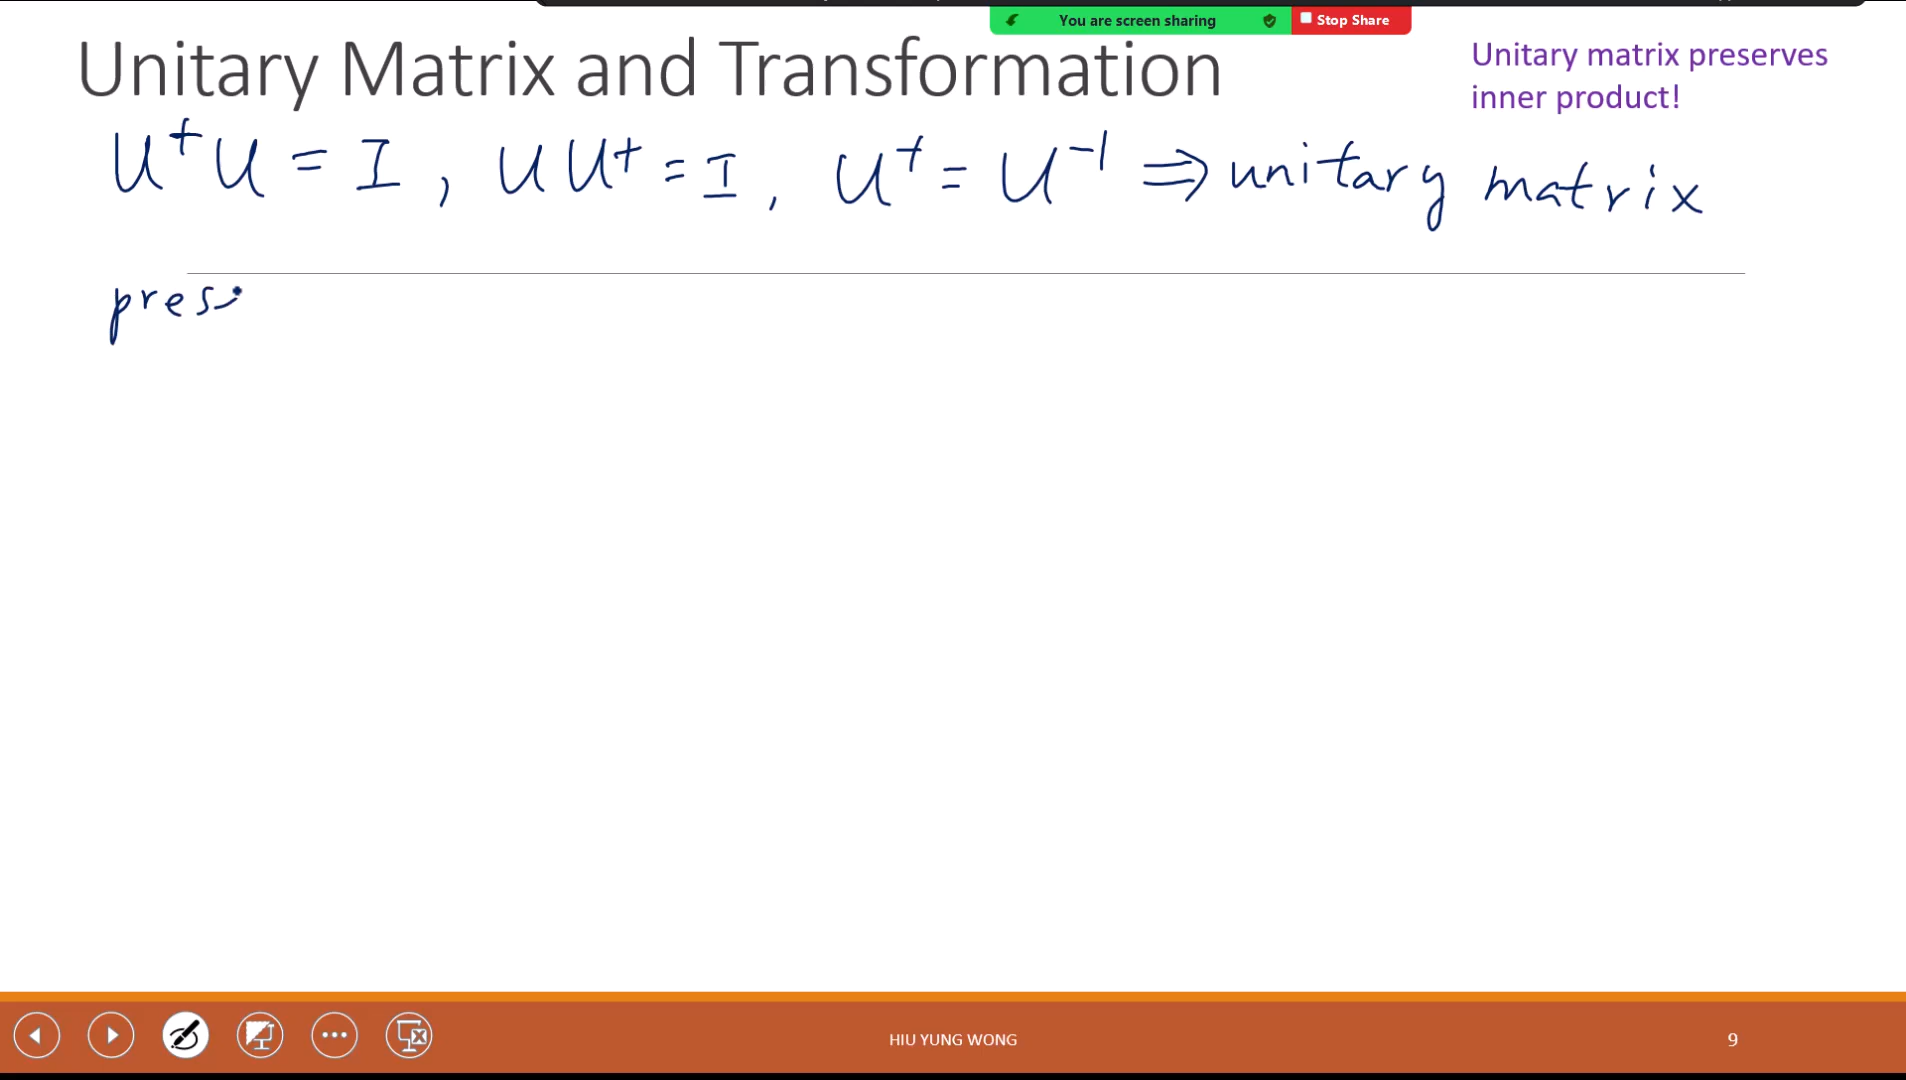 You are screen sharing Stop Share
Unitary Matrix and Transformation
Unitary matrix preserves
inner product!
U† U = I , U U† = I , U† = U⁻¹ ⇒ unitary matrix
pres
HIU YUNG WONG
9